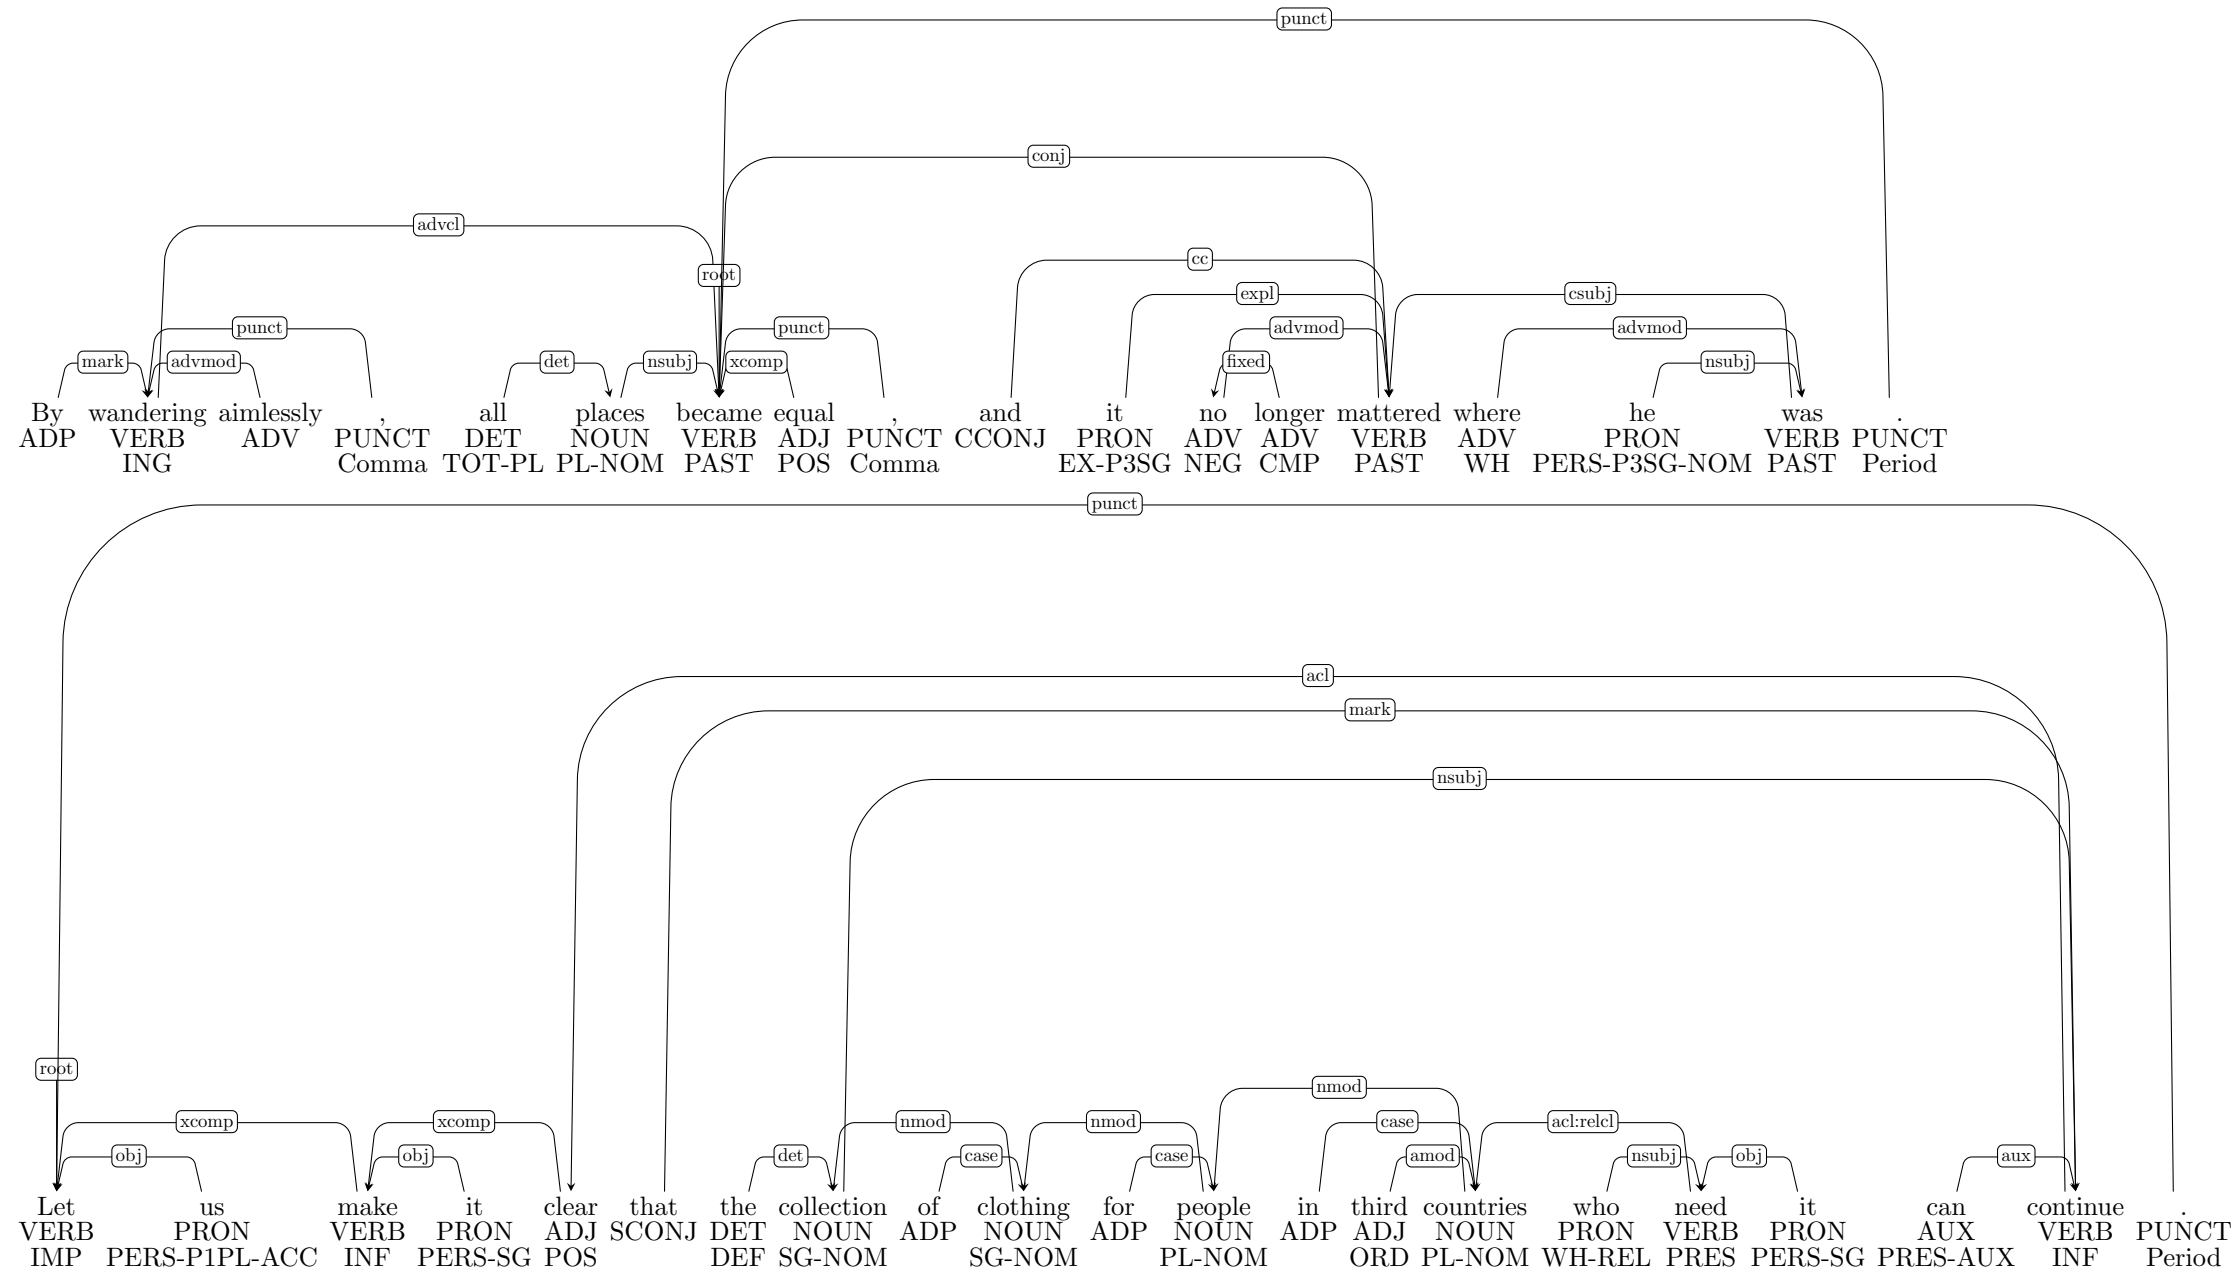 punct
conj
advcl
cc
root
expl csubj
punct punct advmod advmod
mark advmod det nsubj xcomp fixed nsubj
By wandering aimlessly , all places became equal , and it no longer mattered where he was .
ADP VERB ADV PUNCT DET NOUN VERB ADJ PUNCT CCONJ PRON ADV ADV VERB ADV PRON VERB PUNCT
ING Comma TOT-PL PL-NOM PAST POS Comma EX-P3SG NEG CMP PAST WH PERS-P3SG-NOM PAST Period
punct
acl
mark
nsubj
root
nmod
xcomp xcomp nmod nmod case acl:relcl
obj obj det case case amod nsubj obj aux
Let us make it clear that the collection of clothing for people in third countries who need it can continue .
VERB PRON VERB PRON ADJ SCONJ DET NOUN ADP NOUN ADP NOUN ADP ADJ NOUN PRON VERB PRON AUX VERB PUNCT
IMP PERS-P1PL-ACC INF PERS-SG POS DEF SG-NOM SG-NOM PL-NOM ORD PL-NOM WH-REL PRES PERS-SG PRES-AUX INF Period